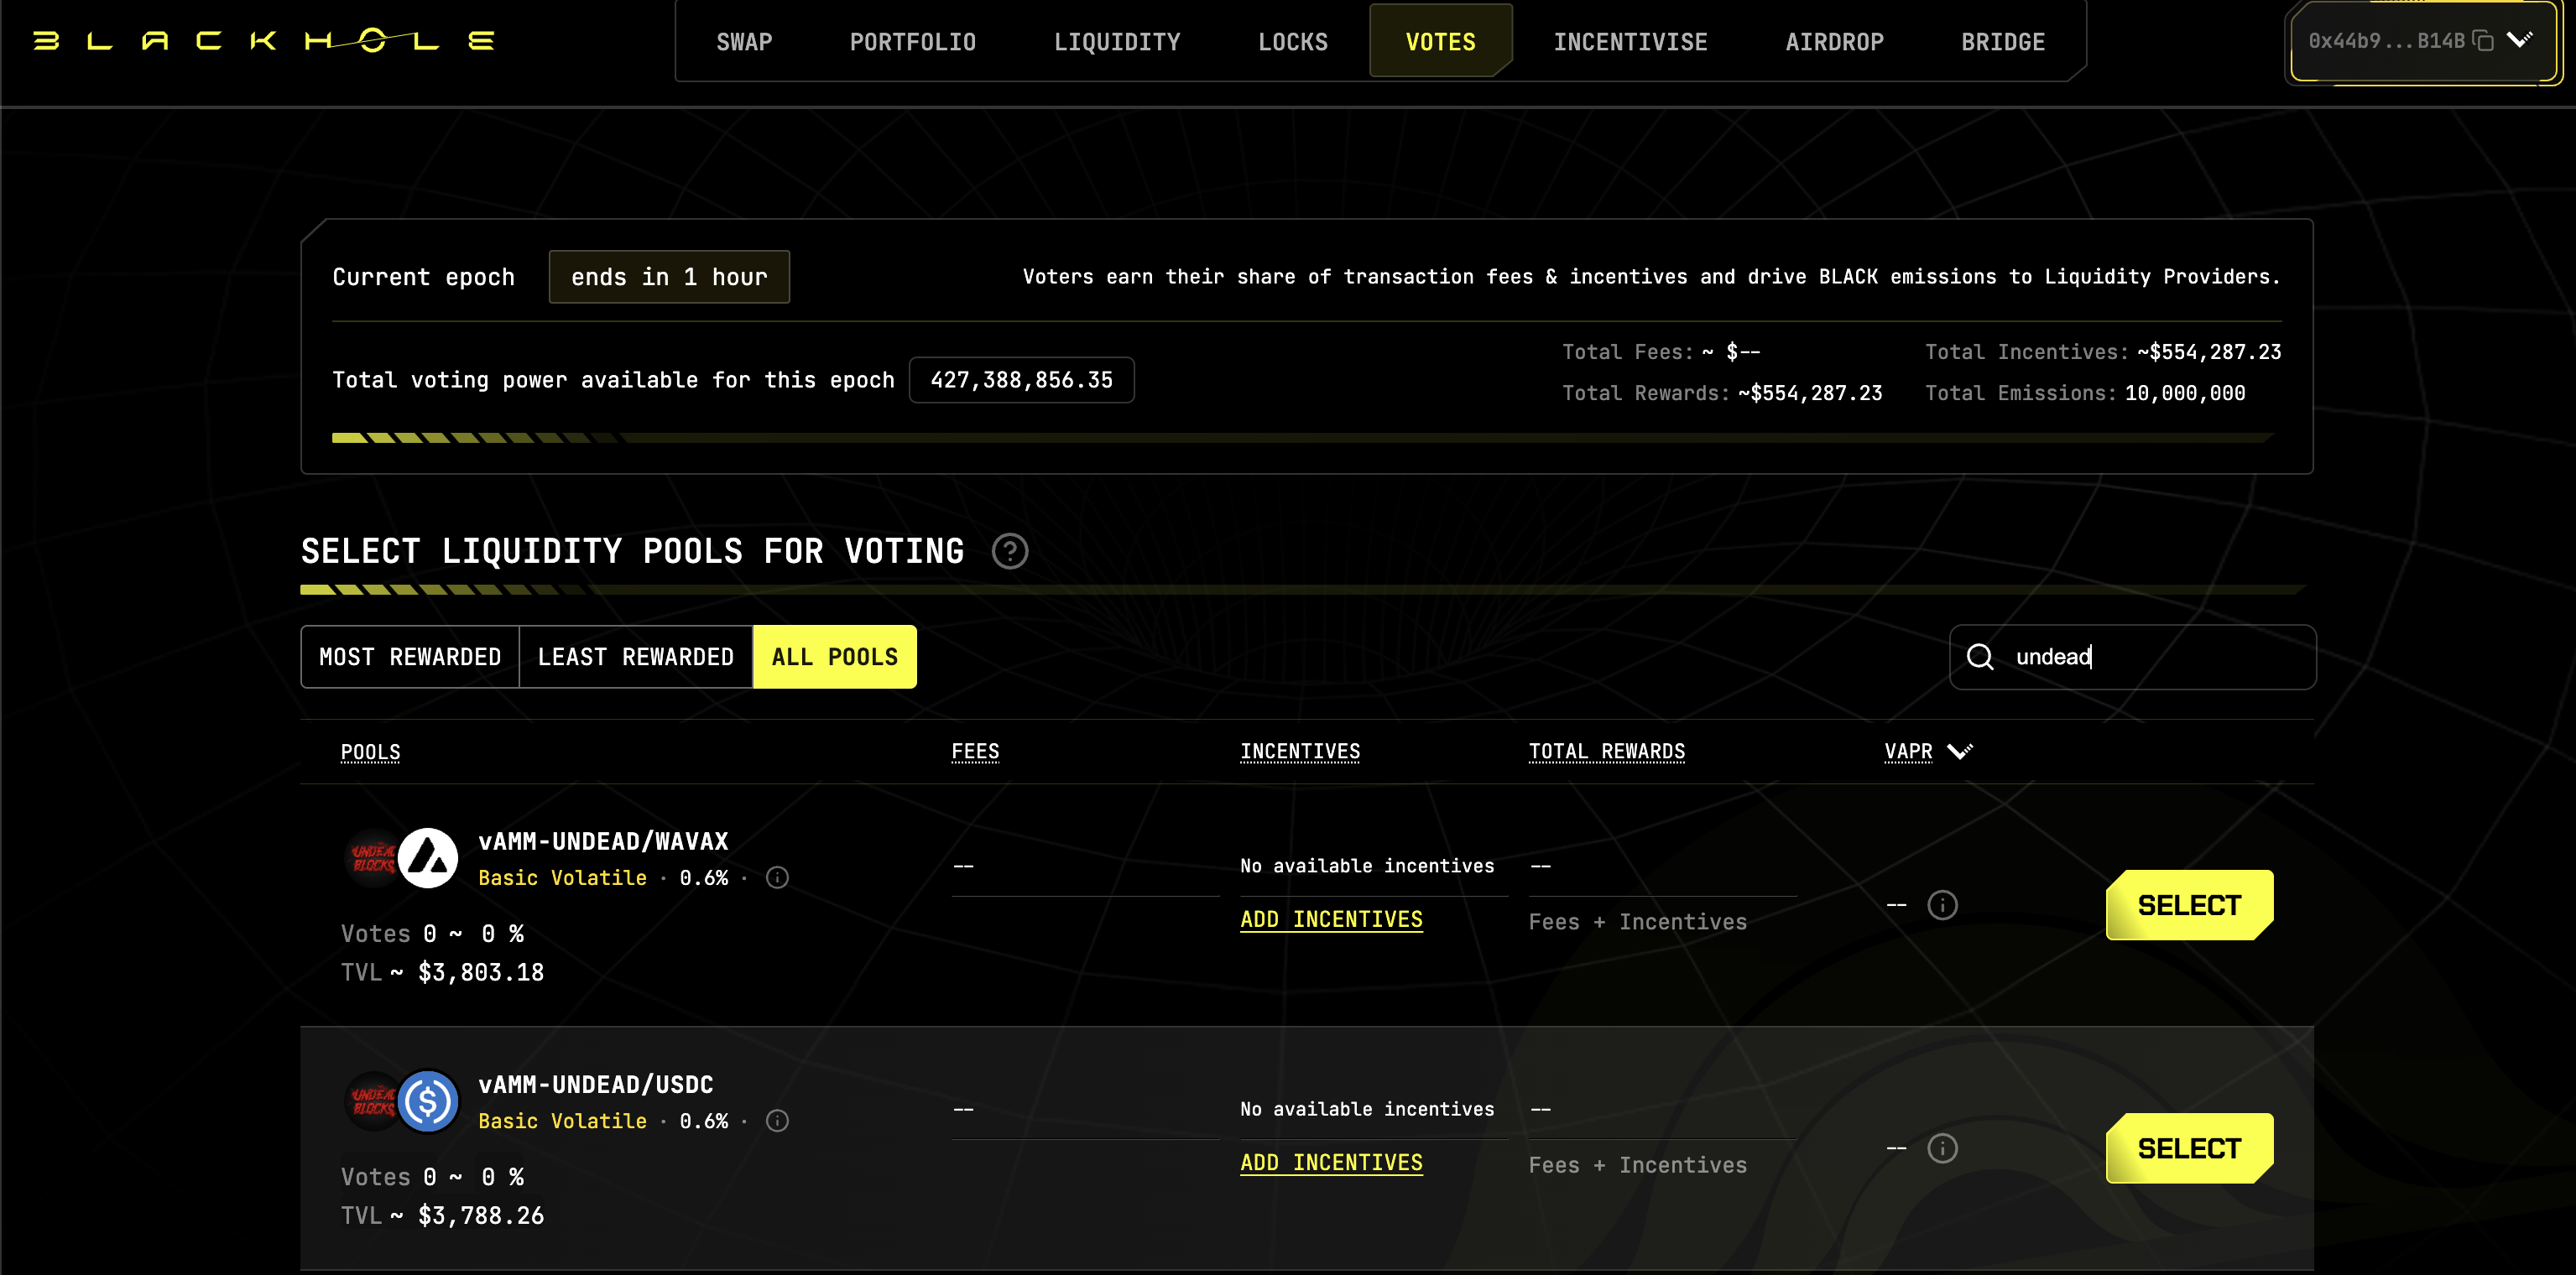 BLACKHOLE
SWAP PORTFOLIO LIQUIDITY LOCKS VOTES INCENTIVISE AIRDROP BRIDGE
0x44b9...B14B
Current epoch ends in 1 hour
Voters earn their share of transaction fees & incentives and drive BLACK emissions to Liquidity Providers.
Total voting power available for this epoch 427,388,856.35
Total Fees: ~ $-- Total Incentives: ~$554,287.23
Total Rewards: ~$554,287.23 Total Emissions: 10,000,000
SELECT LIQUIDITY POOLS FOR VOTING ?
MOST REWARDED LEAST REWARDED ALL POOLS
undead
POOLS FEES INCENTIVES TOTAL REWARDS VAPR
UNDEAD BLOCKS
vAMM-UNDEAD/WAVAX
Basic Volatile · 0.6% ·
Votes 0 ~ 0 %
TVL ~ $3,803.18
--
No available incentives
ADD INCENTIVES
--
Fees + Incentives
--
SELECT
UNDEAD BLOCKS
vAMM-UNDEAD/USDC
Basic Volatile · 0.6% ·
Votes 0 ~ 0 %
TVL ~ $3,788.26
--
No available incentives
ADD INCENTIVES
--
Fees + Incentives
--
SELECT